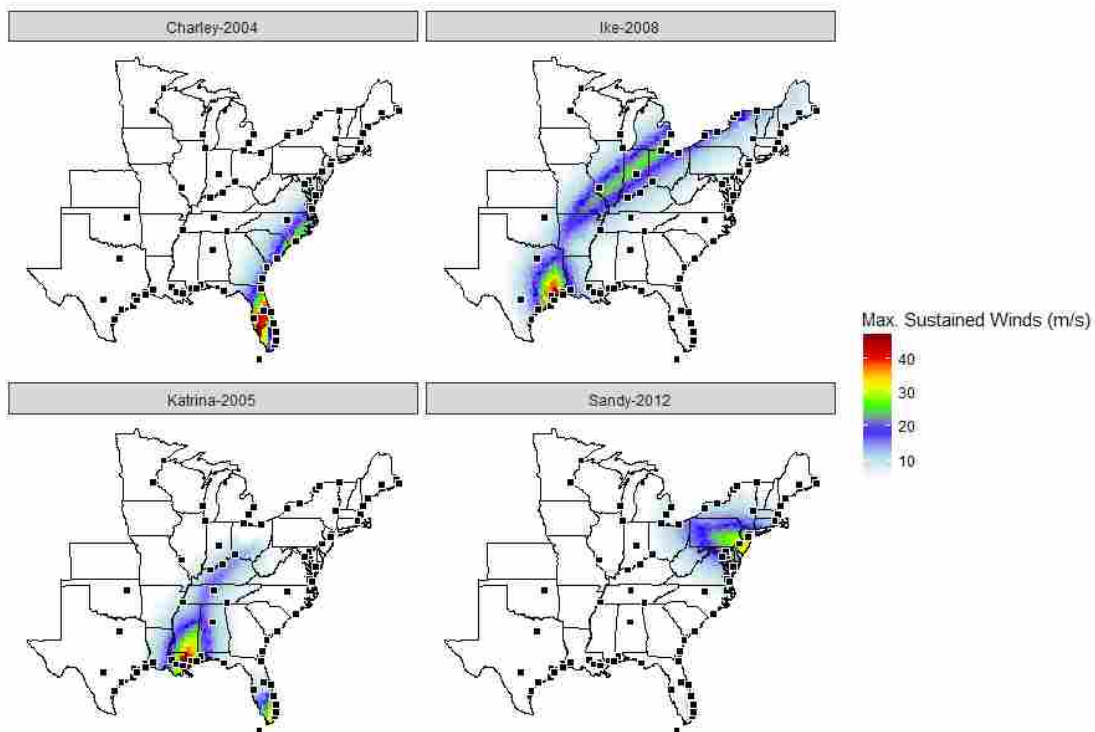 Charley-2004
Ike-2008
Max. Sustained Winds (m/s)
40
30
20
10
Katrina-2005
Sandy-2012